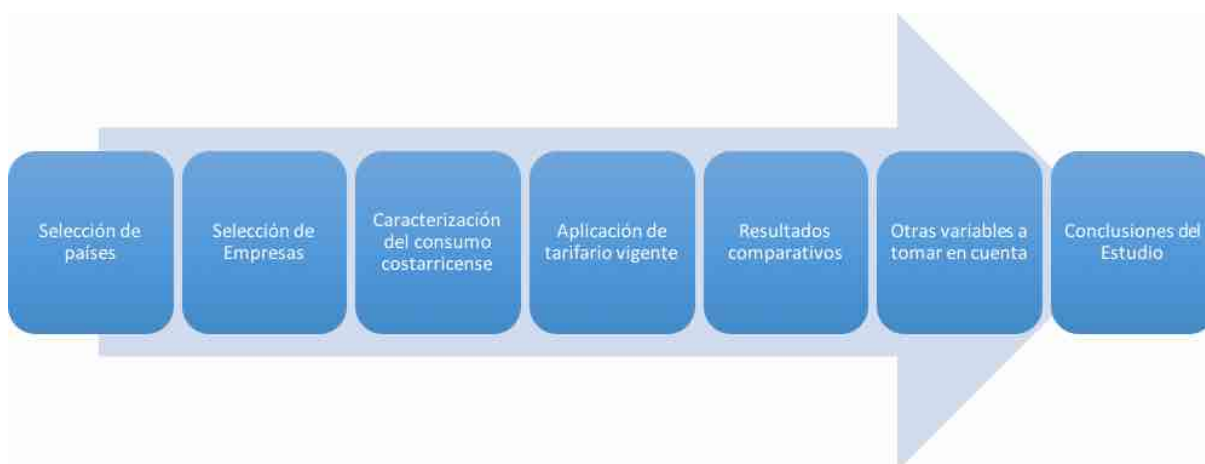 Selección de
países
Selección de
Empresas
Caracterización
del consumo
costarricense
Aplicación de
tarifario vigente
Resultados
comparativos
Otras variables a
tomar en cuenta
Conclusiones del
Estudio